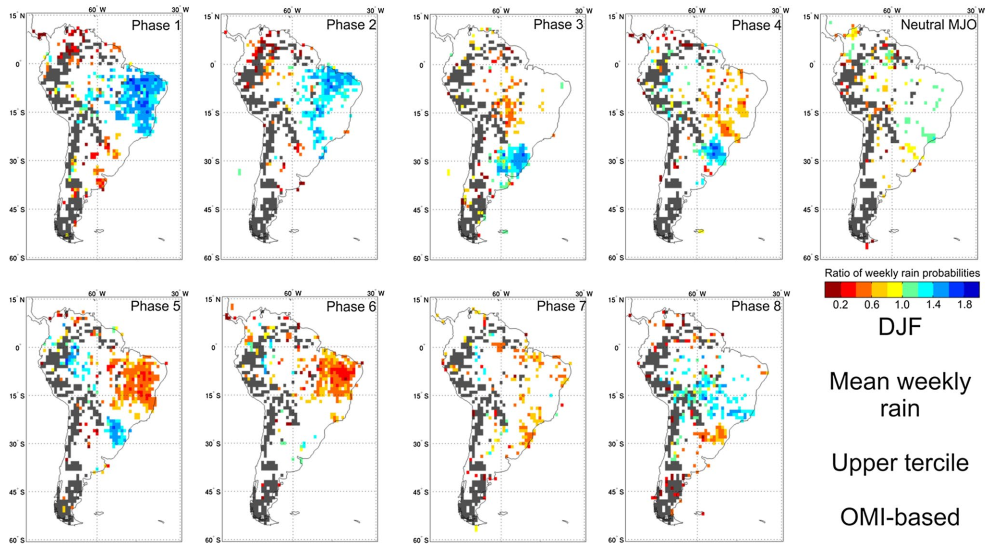 Phase 1
Phase 2
Phase 3
Phase 4
Neutral MJO
15° N
0°
15° S
30° S
45° S
60° S
60° W
30° W
15° N
0°
15° S
30° S
45° S
60° S
60° W
30° W
15° N
0°
15° S
30° S
45° S
60° S
60° W
30° W
15° N
0°
15° S
30° S
45° S
60° S
60° W
30° W
15° N
0°
15° S
30° S
45° S
60° S
60° W
30° W
Phase 5
Phase 6
Phase 7
Phase 8
15° N
0°
15° S
30° S
45° S
60° S
60° W
30° W
15° N
0°
15° S
30° S
45° S
60° S
60° W
30° W
15° N
0°
15° S
30° S
45° S
60° S
60° W
30° W
15° N
0°
15° S
30° S
45° S
60° S
60° W
30° W
Ratio of weekly rain probabilities
0.2 0.6 1.0 1.4 1.8
DJF
Mean weekly
rain
Upper tercile
OMI-based